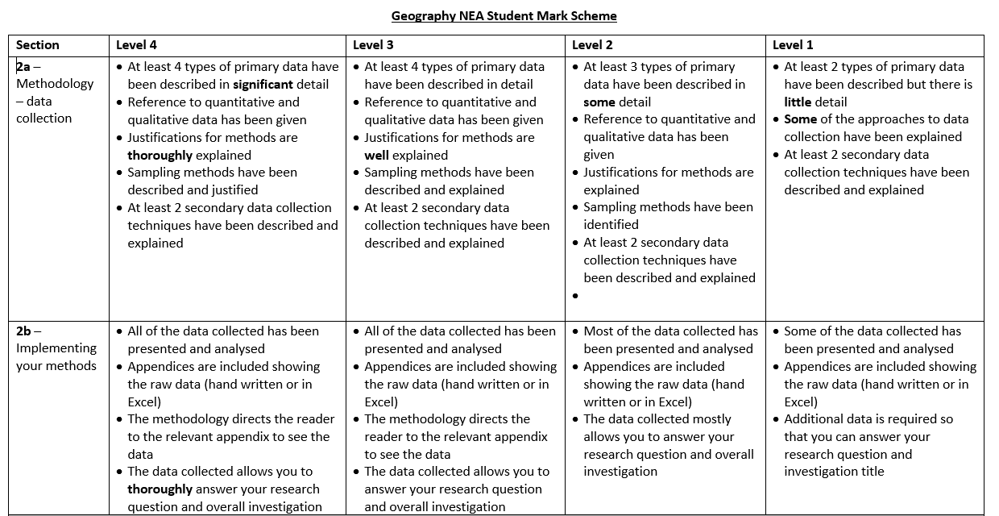 Geography NEA Student Mark Scheme
Section
Level 4
Level 3
Level 2
Level 1
2a –
Methodology
– data
collection
• At least 4 types of primary data have
been described in significant detail
• Reference to quantitative and
qualitative data has been given
• Justifications for methods are
thoroughly explained
• Sampling methods have been
described and justified
• At least 2 secondary data collection
techniques have been described and
explained
• At least 4 types of primary data
have been described in detail
• Reference to quantitative and
qualitative data has been given
• Justifications for methods are
well explained
• Sampling methods have been
described and explained
• At least 2 secondary data
collection techniques have been
described and explained
• At least 3 types of primary
data have been described in
some detail
• Reference to quantitative and
qualitative data has been
given
• Justifications for methods are
explained
• Sampling methods have been
identified
• At least 2 secondary data
collection techniques have
been described and explained
•
• At least 2 types of primary data
have been described but there is
little detail
• Some of the approaches to data
collection have been explained
• At least 2 secondary data
collection techniques have been
described and explained
2b –
Implementing
your methods
• All of the data collected has been
presented and analysed
• Appendices are included showing
the raw data (hand written or in
Excel)
• The methodology directs the reader
to the relevant appendix to see the
data
• The data collected allows you to
thoroughly answer your research
question and overall investigation
• All of the data collected has been
presented and analysed
• Appendices are included showing
the raw data (hand written or in
Excel)
• The methodology directs the
reader to the relevant appendix
to see the data
• The data collected allows you to
answer your research question
and overall investigation
• Most of the data collected has
been presented and analysed
• Appendices are included
showing the raw data (hand
written or in Excel)
• The data collected mostly
allows you to answer your
research question and overall
investigation
• Some of the data collected has
been presented and analysed
• Appendices are included showing
the raw data (hand written or in
Excel)
• Additional data is required so
that you can answer your
research question and
investigation title